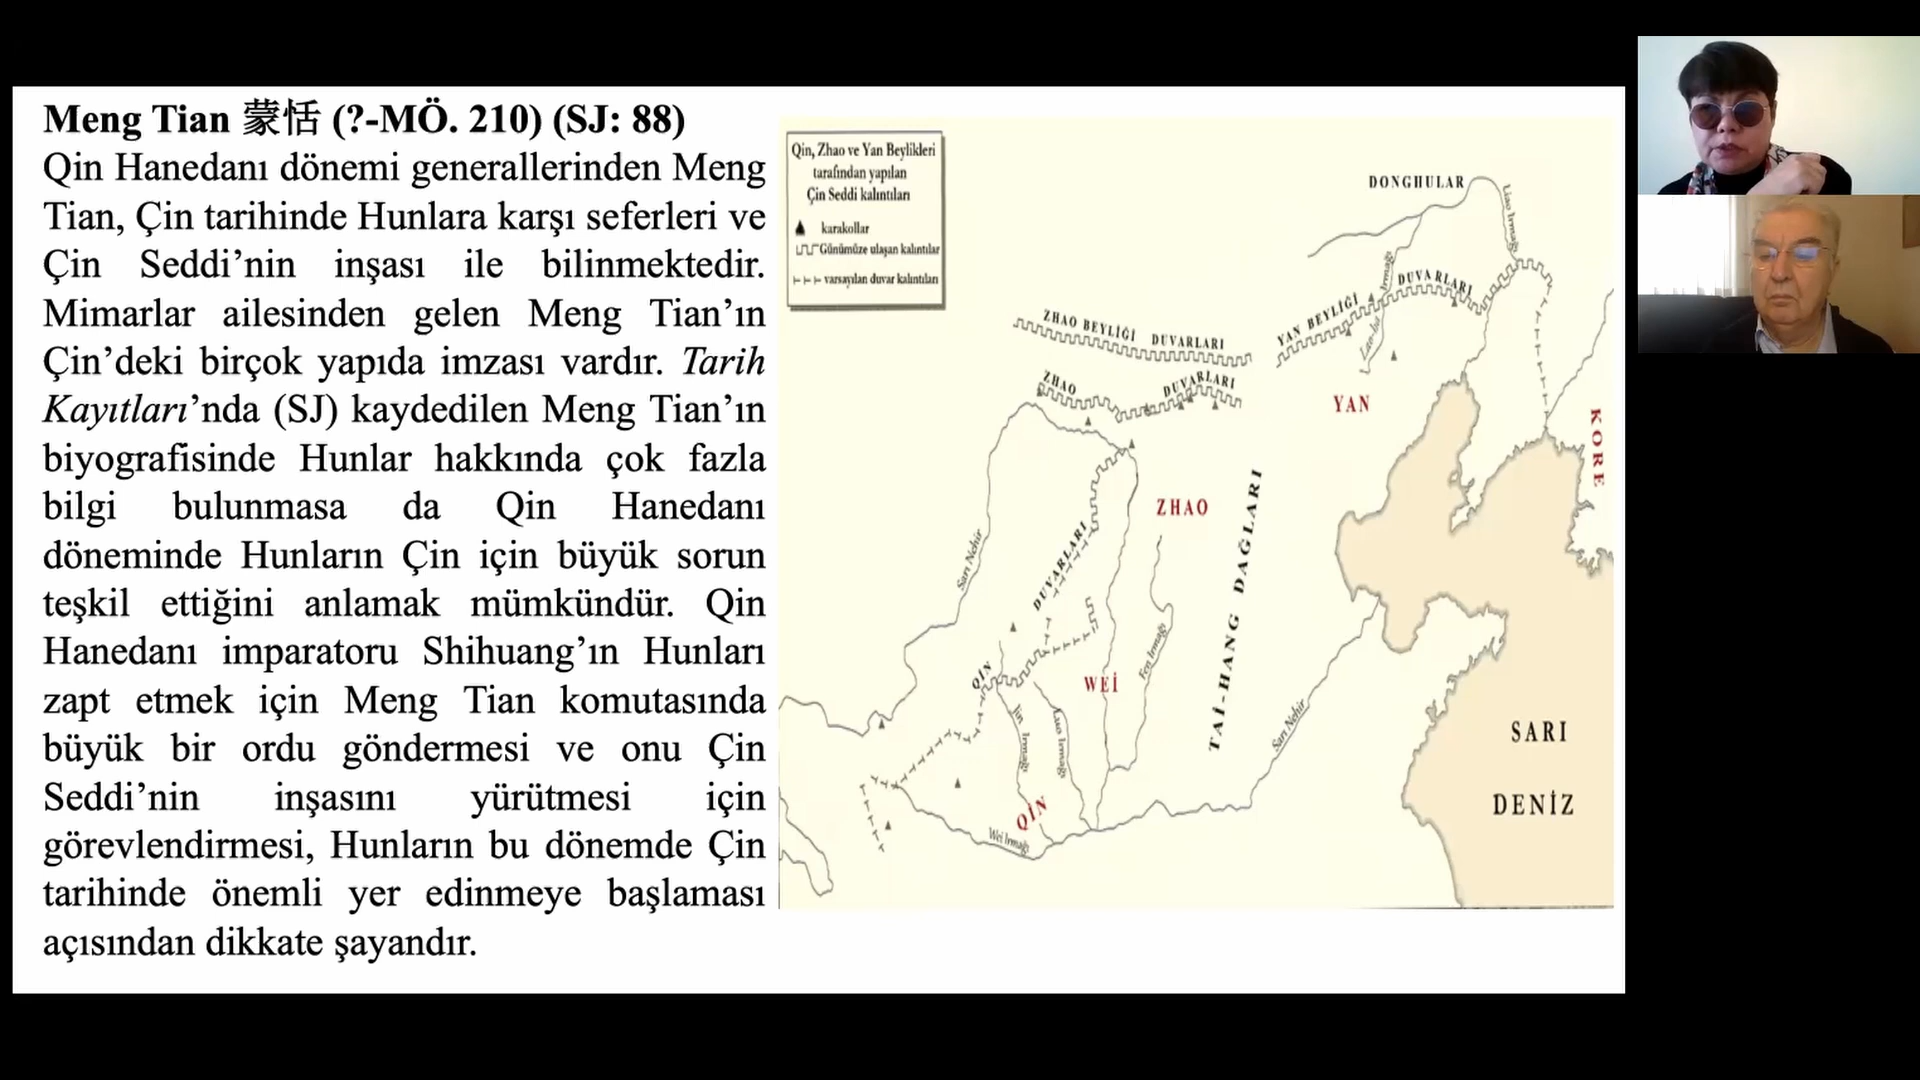 Meng Tian 蒙恬 (?-MÖ. 210) (SJ: 88)
Qin Hanedanı dönemi generallerinden Meng
Tian, Çin tarihinde Hunlara karşı seferleri ve
Çin Seddi’nin inşası ile bilinmektedir.
Mimarlar ailesinden gelen Meng Tian’ın
Çin’deki birçok yapıda imzası vardır. Tarih
Kayıtları’nda (SJ) kaydedilen Meng Tian’ın
biyografisinde Hunlar hakkında çok fazla
bilgi bulunmasa da Qin Hanedanı
döneminde Hunların Çin için büyük sorun
teşkil ettiğini anlamak mümkündür. Qin
Hanedanı imparatoru Shihuang’ın Hunları
zapt etmek için Meng Tian komutasında
büyük bir ordu göndermesi ve onu Çin
Seddi’nin inşasını yürütmesi için
görevlendirmesi, Hunların bu dönemde Çin
tarihinde önemli yer edinmeye başlaması
açısından dikkate şayandır.
Qin, Zhao ve Yan Beylikleri
tarafından yapılan
Çin Seddi kalıntıları
karakollar
Günümüze ulaşan kalıntılar
varsayılan duvar kalıntıları
DONGHULAR
Liao Irmağı
Irmağı
DUVARLARI
YAN BEYLİĞİ
ZHAO BEYLİĞİ DUVARLARI
ZHAO DUVARLARI
YAN
KORE
ZHAO
TAİ-HANG DAĞLARI
Sarı Nehir
DUVARLARI
QİN
WEİ
Fen Irmağı
Jin Irmağı
Luo Irmağı
Sarı Nehir
SARI
DENİZ
QİN
Wei Irmağı